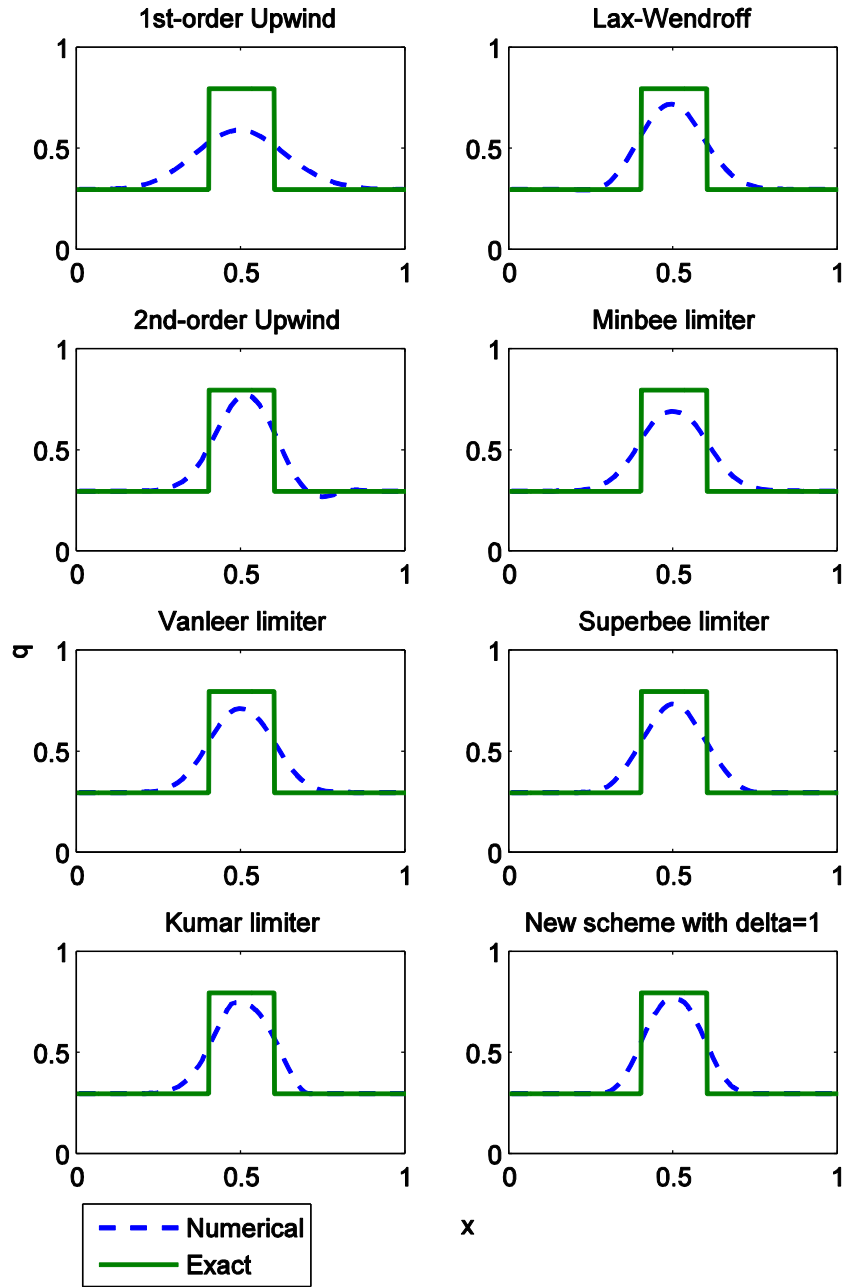 1st-order Upwind
1
0.5
0
0 0.5 1
Lax-Wendroff
1
0.5
0
0 0.5 1
2nd-order Upwind
1
0.5
0
0 0.5 1
Minbee limiter
1
0.5
0
0 0.5 1
Vanleer limiter
1
0.5
0
0 0.5 1
q
Superbee limiter
1
0.5
0
0 0.5 1
Kumar limiter
1
0.5
0
0 0.5 1
New scheme with delta=1
1
0.5
0
0 0.5 1
x
Numerical
Exact